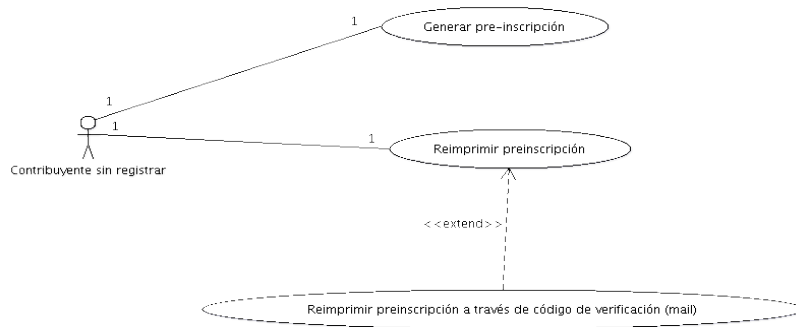 Generar pre-inscripción
1
1
1
1
Reimprimir preinscripción
Contribuyente sin registrar
<<extend>>
Reimprimir preinscripción a través de código de verificación (mail)